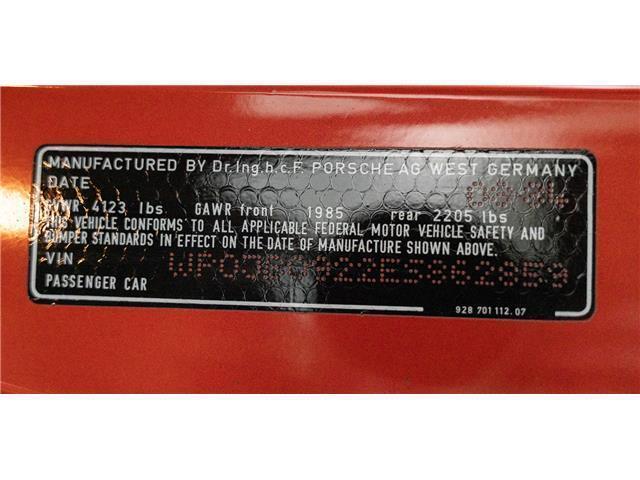 MANUFACTURED BY Dr.Ing.h.c.F. PORSCHE AG WEST GERMANY
DATE
GVWR 4123 lbs GAWR front 1985 rear 2205 lbs
THIS VEHICLE CONFORMS TO ALL APPLICABLE FEDERAL MOTOR VEHICLE SAFETY AND
BUMPER STANDARDS IN EFFECT ON THE DATE OF MANUFACTURE SHOWN ABOVE.
VIN
PASSENGER CAR
928 701 112.07